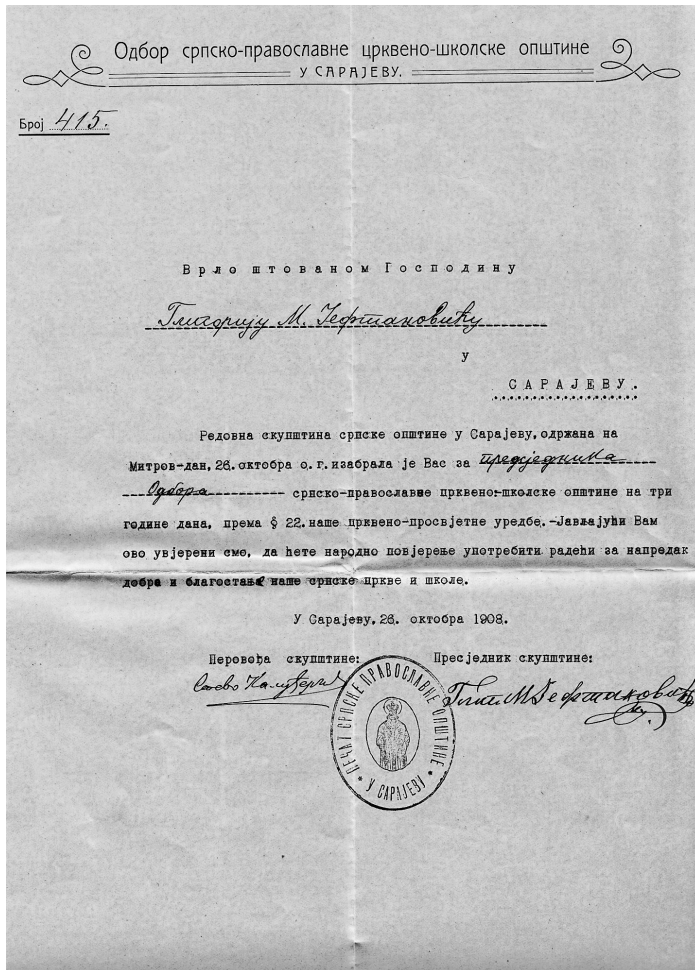 Одбор српско-православне црквено-школске општине
У САРАЈЕВУ.
Број 415.
Врло штованом Господину
Глигорију М. Јефтановићу
у
САРАЈЕВУ.
Редовна скупштина српске општине у Сарајеву, одржана на
Митров-дан, 26. октобра о. г. изабрала је Вас за предсједника
Одбора српско-православне црквено-школске општине на три
године дана, према § 22. наше црквено-просвјетне уредбе.-Јављајући Вам
ово увјерени смо, да ћете народно повјерење употребити радећи за напредак
добра и благостања наше српске цркве и школе.
У Сарајеву, 26. октобра 1908.
Перовођа скупштине: Пресједник скупштине:
Глиг М Јефтановић
ПЕЧАТ СРПСКЕ ПРАВОСЛАВНЕ ОПШТИНЕ
• У САРАЈЕВУ •